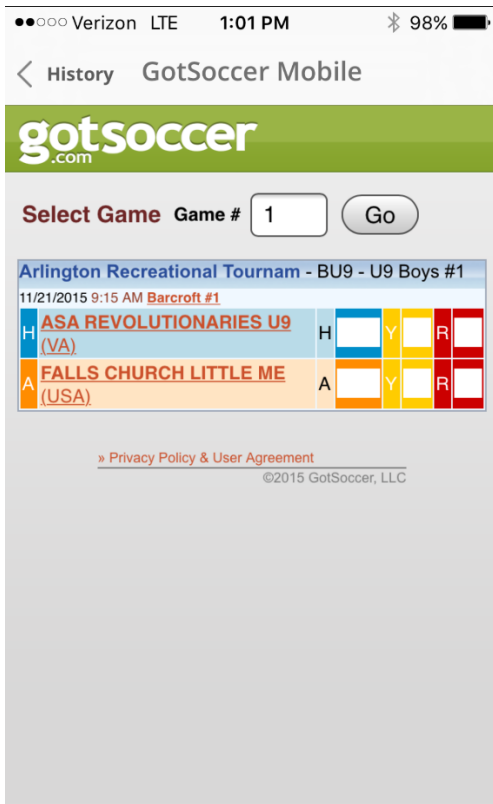 Verizon LTE 1:01 PM 98%
History GotSoccer Mobile
gotsoccer
.com
Select Game Game # 1 Go
Arlington Recreational Tournam - BU9 - U9 Boys #1
11/21/2015 9:15 AM Barcroft #1
H ASA REVOLUTIONARIES U9 (VA) H Y R
A FALLS CHURCH LITTLE ME (USA) A Y R
» Privacy Policy & User Agreement
©2015 GotSoccer, LLC